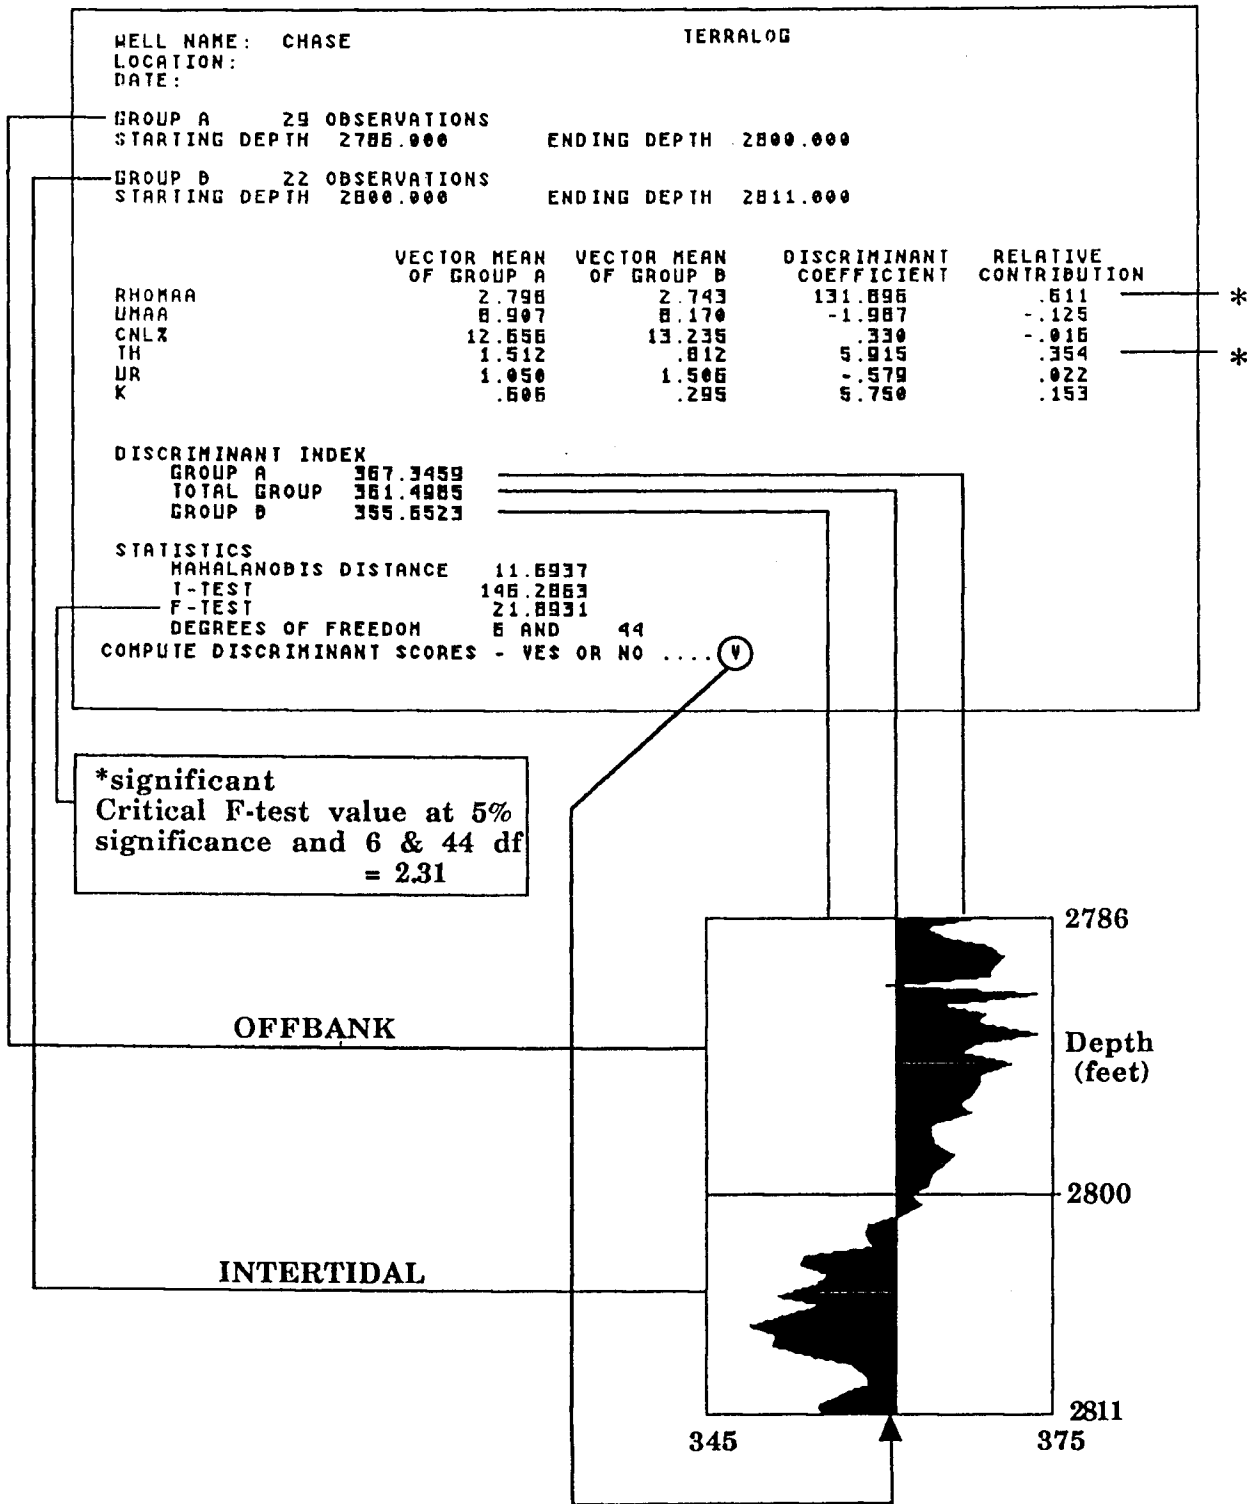 WELL NAME: CHASE TERRALOG
LOCATION:
DATE:
GROUP A 29 OBSERVATIONS
STARTING DEPTH 2786.000 ENDING DEPTH 2800.000
GROUP B 22 OBSERVATIONS
STARTING DEPTH 2800.000 ENDING DEPTH 2811.000
VECTOR MEAN VECTOR MEAN DISCRIMINANT RELATIVE
OF GROUP A OF GROUP B COEFFICIENT CONTRIBUTION
RHOMAA 2.796 2.743 131.896 .611 *
UMAA 8.907 8.170 -1.987 -.125
CNL% 12.656 13.235 .330 -.016
TH 1.512 .812 5.915 .354 *
UR 1.050 1.506 -.579 .022
K .606 .295 5.750 .153
DISCRIMINANT INDEX
GROUP A 367.3459
TOTAL GROUP 361.4985
GROUP B 355.6523
STATISTICS
MAHALANOBIS DISTANCE 11.6937
T-TEST 146.2863
F-TEST 21.8931
DEGREES OF FREEDOM 6 AND 44
COMPUTE DISCRIMINANT SCORES - YES OR NO .... Y
*significant
Critical F-test value at 5%
significance and 6 & 44 df
= 2.31
2786
OFFBANK
Depth
(feet)
2800
INTERTIDAL
2811
345 375